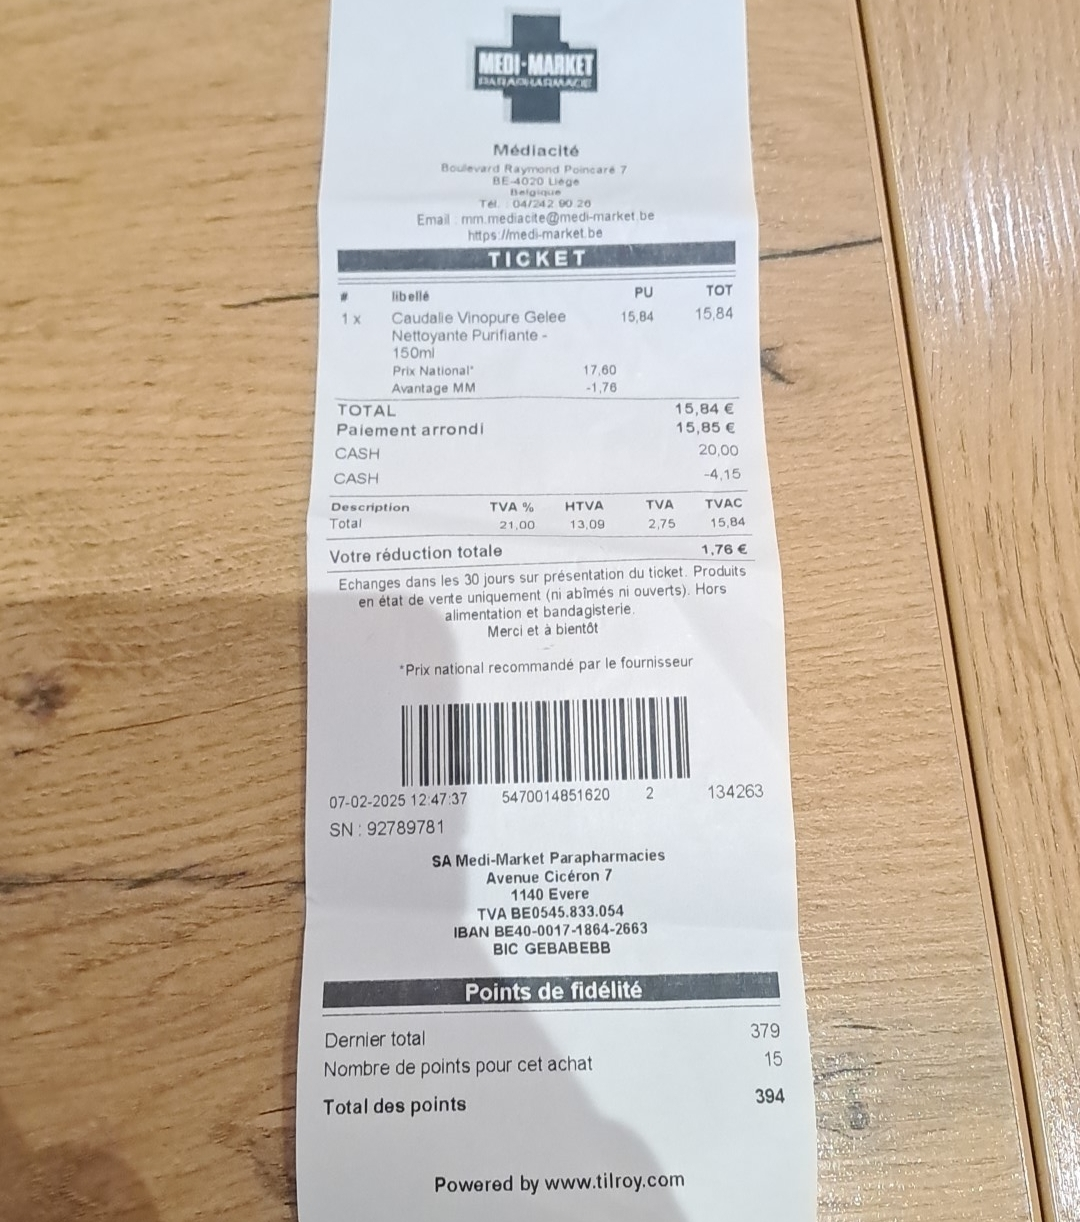 MEDI-MARKET
PARAPHARMACIE
Médiacité
Boulevard Raymond Poincaré 7
BE-4020 Liège
Belgique
Tél. : 04/242 90 26
Email : mm.mediacite@medi-market.be
https://medi-market.be
TICKET
# libellé PU TOT
1 x Caudalie Vinopure Gelee 15,84 15,84
Nettoyante Purifiante -
150ml
Prix National* 17,60
Avantage MM -1,76
TOTAL 15,84 €
Paiement arrondi 15,85 €
CASH 20,00
CASH -4,15
Description TVA % HTVA TVA TVAC
Total 21,00 13,09 2,75 15,84
Votre réduction totale 1,76 €
Echanges dans les 30 jours sur présentation du ticket. Produits
en état de vente uniquement (ni abîmés ni ouverts). Hors
alimentation et bandagisterie.
Merci et à bientôt
*Prix national recommandé par le fournisseur
07-02-2025 12:47:37 5470014851620 2 134263
SN : 92789781
SA Medi-Market Parapharmacies
Avenue Cicéron 7
1140 Evere
TVA BE0545.833.054
IBAN BE40-0017-1864-2663
BIC GEBABEBB
Points de fidélité
Dernier total 379
Nombre de points pour cet achat 15
Total des points 394
Powered by www.tilroy.com